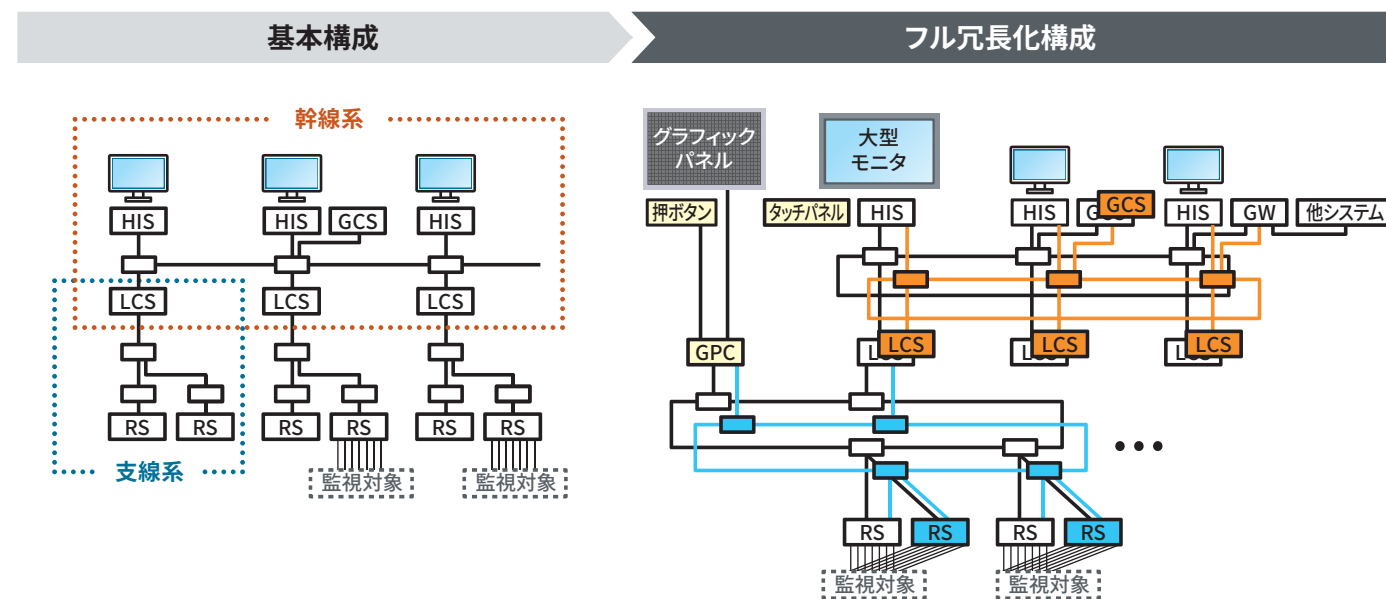 基本構成
フル冗長化構成
幹線系
HIS
HIS
GCS
HIS
LCS
LCS
LCS
RS
RS
RS
RS
RS
RS
支線系
監視対象
監視対象
グラフィック
パネル
大型
モニタ
押ボタン
タッチパネル
HIS
HIS
GCS
HIS
GW
他システム
GPC
LCS
LCS
LCS
•••
RS
RS
RS
RS
監視対象
監視対象